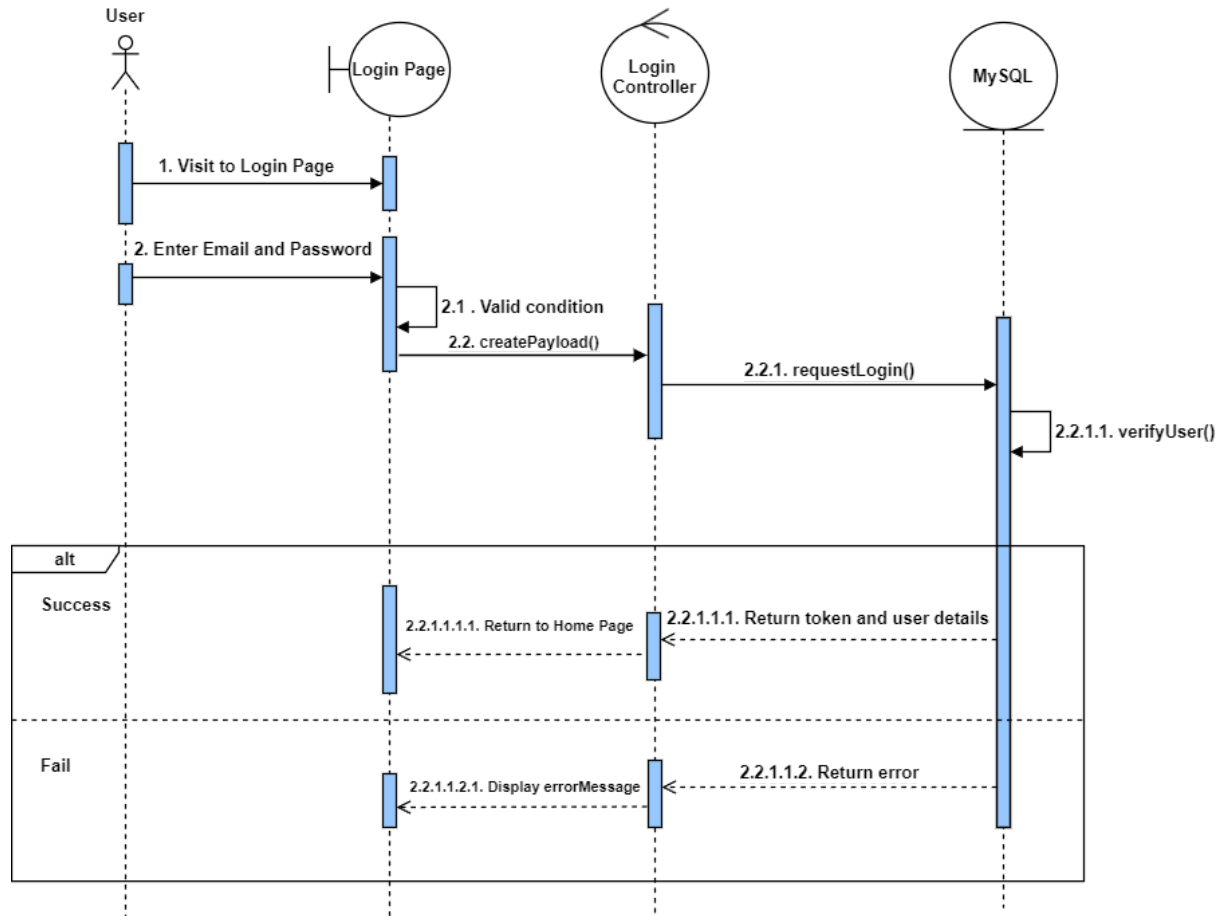 User
Login Page
Login
Controller
MySQL
1. Visit to Login Page
2. Enter Email and Password
2.1 . Valid condition
2.2. createPayload()
2.2.1. requestLogin()
2.2.1.1. verifyUser()
alt
Success
2.2.1.1.1. Return token and user details
2.2.1.1.1.1. Return to Home Page
Fail
2.2.1.1.2. Return error
2.2.1.1.2.1. Display errorMessage